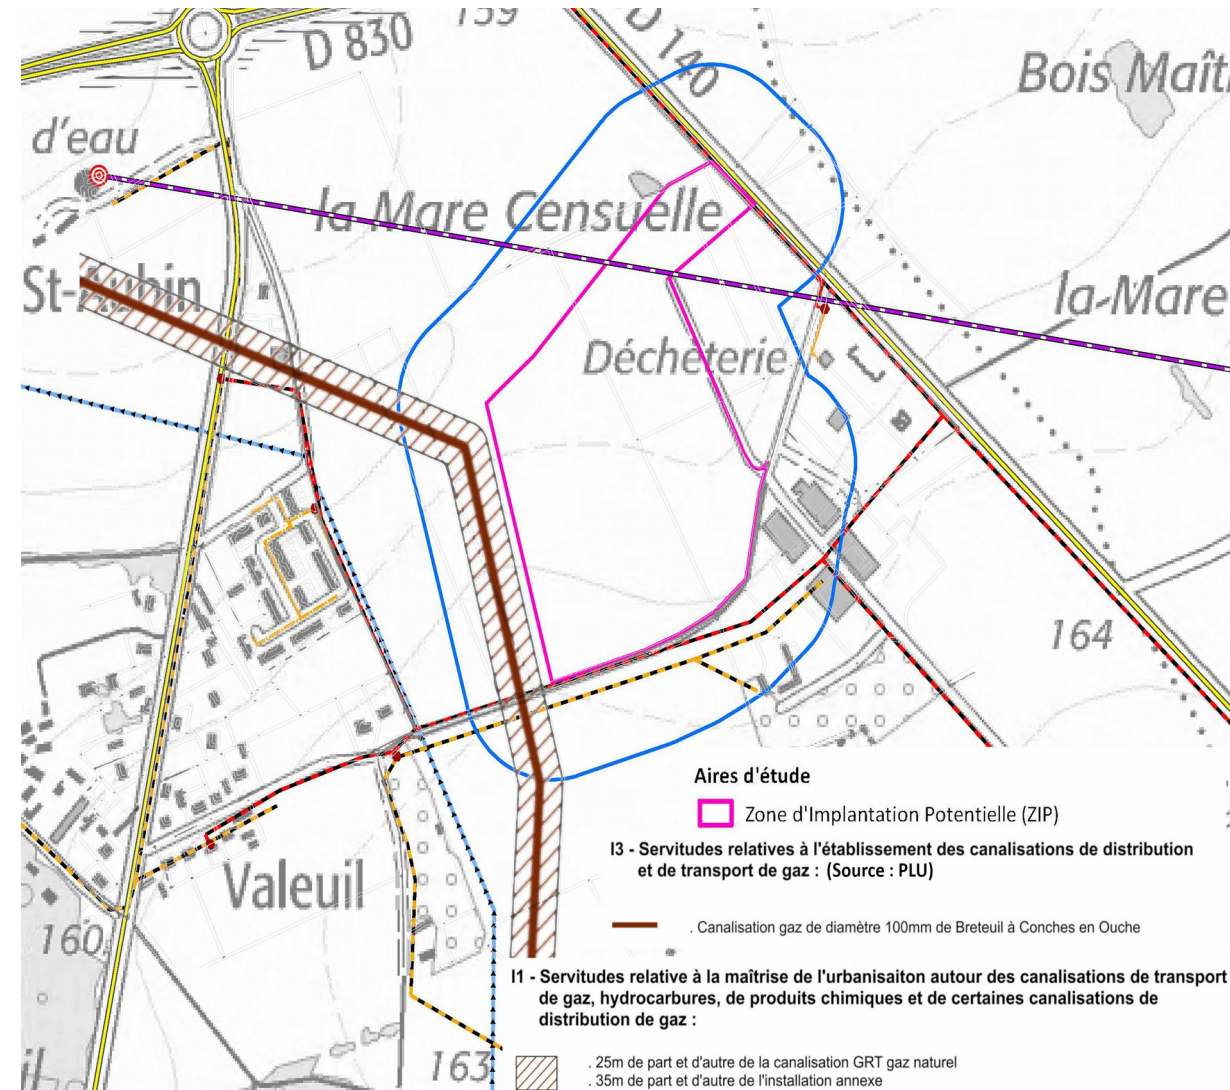 159
D 830
D 140
Bois Maît
d'eau
la Mare Censuelle
St-Aubin
la-Mare
Déchèterie
164
Aires d'étude
Zone d'Implantation Potentielle (ZIP)
I3 - Servitudes relatives à l'établissement des canalisations de distribution
et de transport de gaz : (Source : PLU)
Valeuil
. Canalisation gaz de diamètre 100mm de Breteuil à Conches en Ouche
160
I1 - Servitudes relative à la maîtrise de l'urbanisaiton autour des canalisations de transport
de gaz, hydrocarbures, de produits chimiques et de certaines canalisations de
distribution de gaz :
163
. 25m de part et d'autre de la canalisation GRT gaz naturel
. 35m de part et d'autre de l'installation annexe